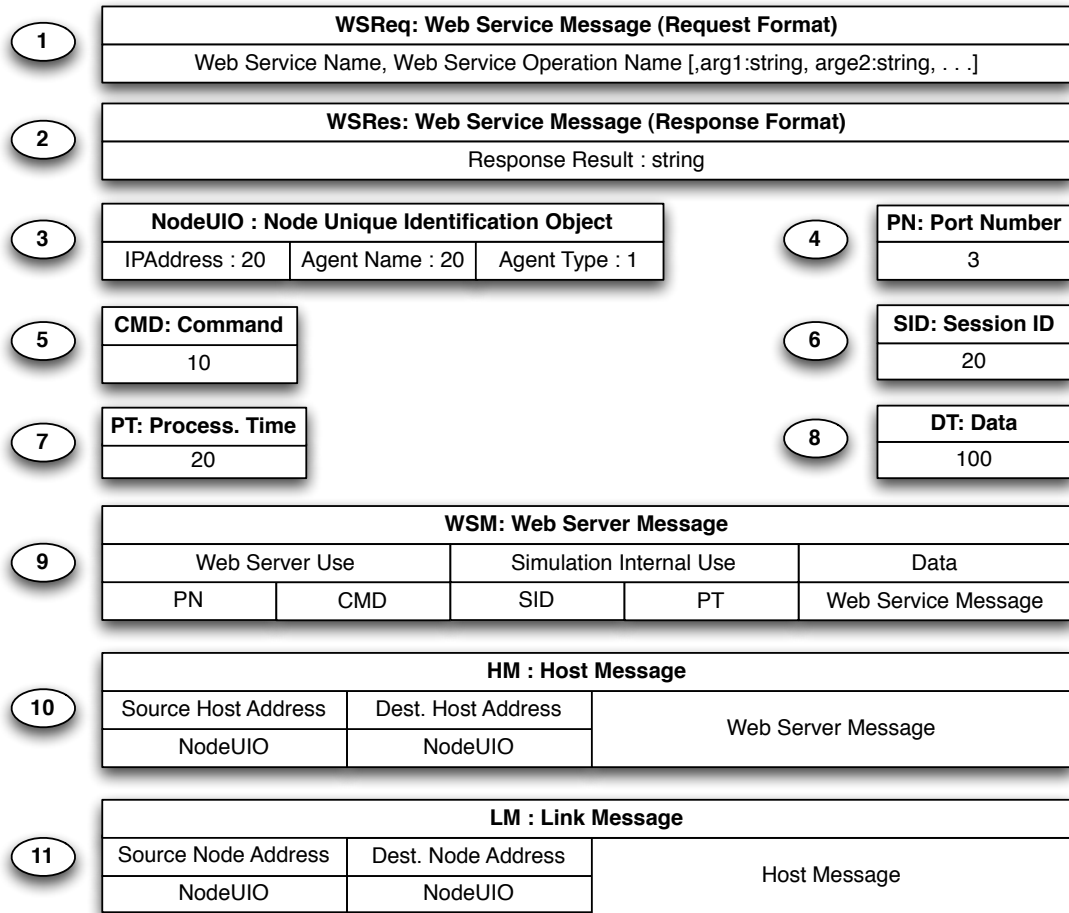 1
WSReq: Web Service Message (Request Format)
Web Service Name, Web Service Operation Name [,arg1:string, arge2:string, . . .]
2
WSRes: Web Service Message (Response Format)
Response Result : string
3
NodeUIO : Node Unique Identification Object
IPAddress : 20 Agent Name : 20 Agent Type : 1
4
PN: Port Number
3
5
CMD: Command
10
6
SID: Session ID
20
7
PT: Process. Time
20
8
DT: Data
100
9
WSM: Web Server Message
Web Server Use Simulation Internal Use Data
PN CMD SID PT Web Service Message
10
HM : Host Message
Source Host Address Dest. Host Address
Web Server Message
NodeUIO NodeUIO
11
LM : Link Message
Source Node Address Dest. Node Address
Host Message
NodeUIO NodeUIO